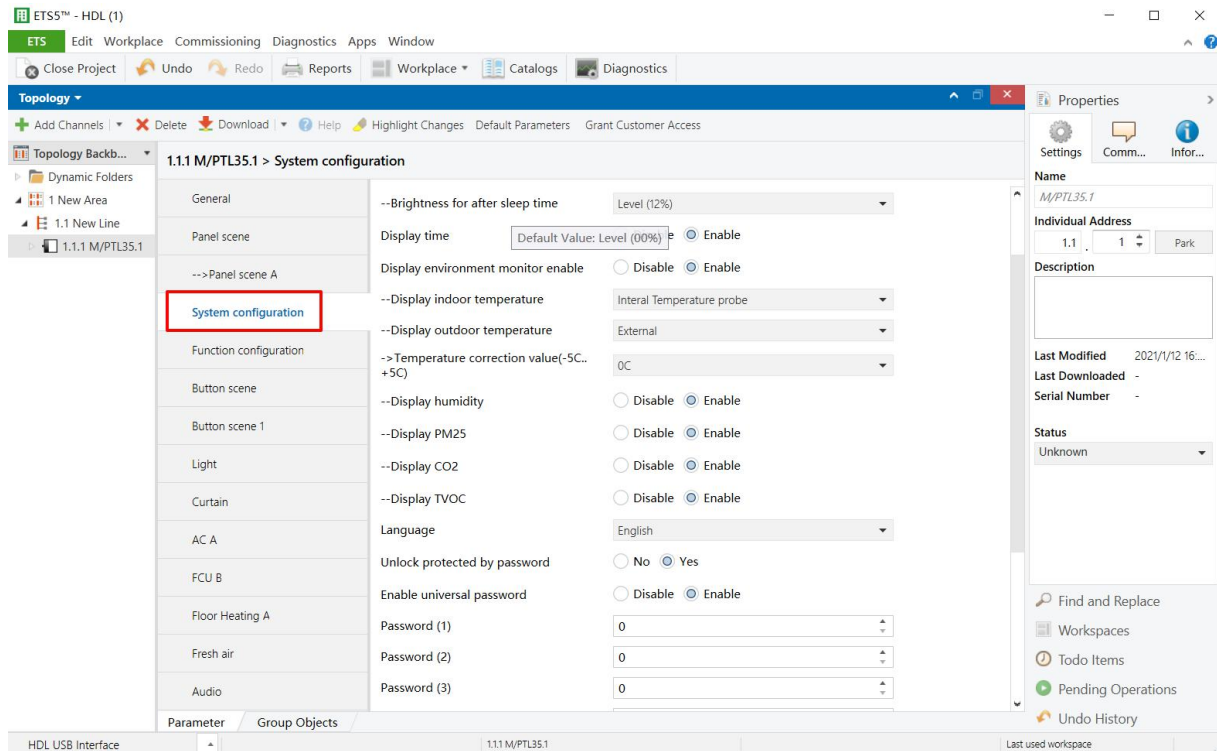 ETS5™ - HDL (1)
ETS Edit Workplace Commissioning Diagnostics Apps Window
Close Project Undo Redo Reports Workplace Catalogs Diagnostics
Topology
Add Channels Delete Download Help Highlight Changes Default Parameters Grant Customer Access
Topology Backb...
Dynamic Folders
1 New Area
1.1 New Line
1.1.1 M/PTL35.1
1.1.1 M/PTL35.1 > System configuration
General
Panel scene
-->Panel scene A
System configuration
Function configuration
Button scene
Button scene 1
Light
Curtain
AC A
FCU B
Floor Heating A
Fresh air
Audio
--Brightness for after sleep time Level (12%)
Display time Enable
Default Value: Level (00%)
Display environment monitor enable Disable Enable
--Display indoor temperature Interal Temperature probe
--Display outdoor temperature External
->Temperature correction value(-5C..
+5C) 0C
--Display humidity Disable Enable
--Display PM25 Disable Enable
--Display CO2 Disable Enable
--Display TVOC Disable Enable
Language English
Unlock protected by password No Yes
Enable universal password Disable Enable
Password (1) 0
Password (2) 0
Password (3) 0
Parameter Group Objects
Properties
Settings Comm... Infor...
Name
M/PTL35.1
Individual Address
1.1 . 1 Park
Description
Last Modified 2021/1/12 16:...
Last Downloaded -
Serial Number -
Status
Unknown
Find and Replace
Workspaces
Todo Items
Pending Operations
Undo History
HDL USB Interface 1.1.1 M/PTL35.1 Last used workspace